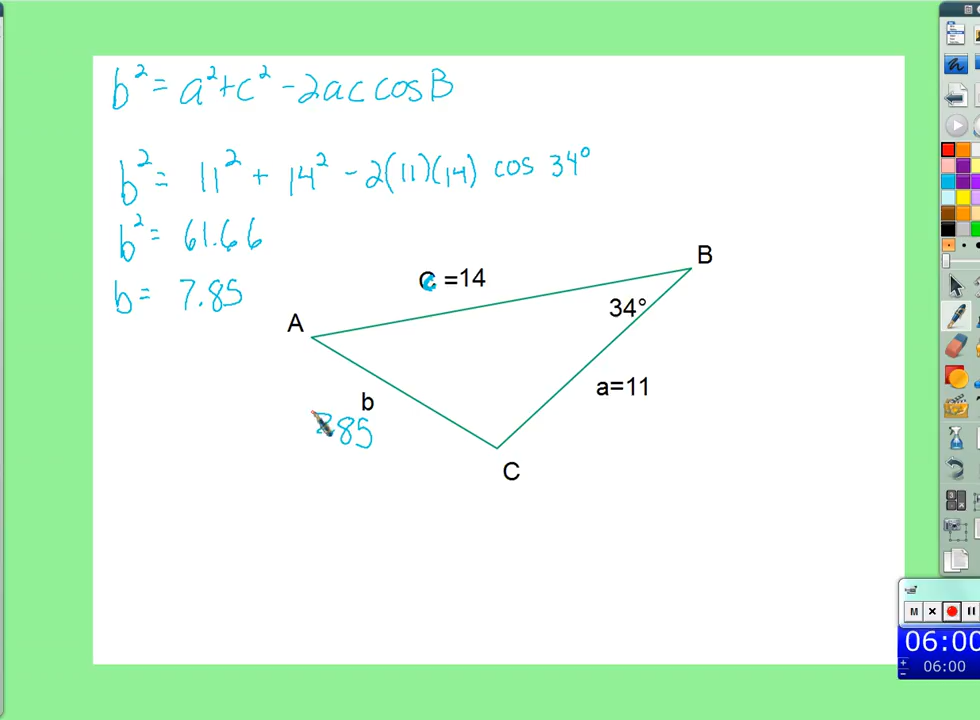 b² = a² + c² - 2ac cos B
b² = 11² + 14² - 2(11)(14) cos 34°
b² = 61.66
b = 7.85
c =14
B
34°
A
a=11
b
85
C
M
06:00
06:00